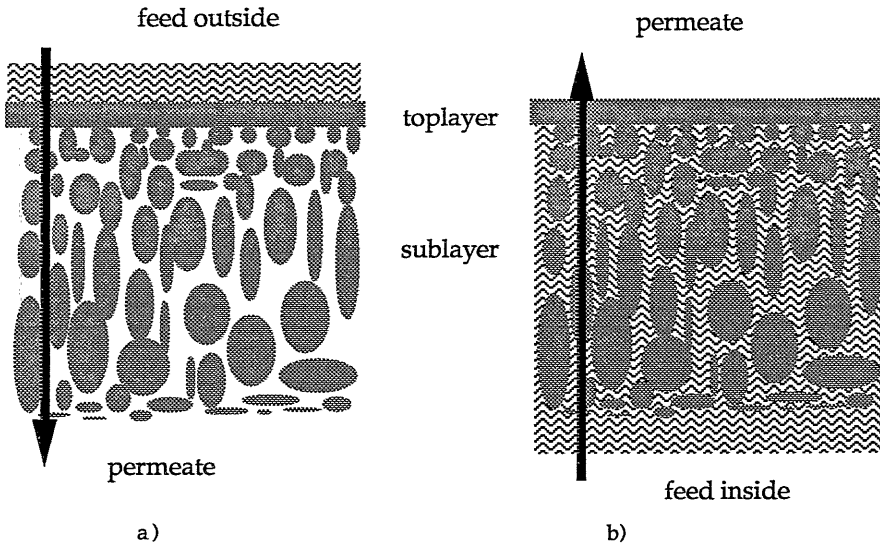 feed outside
permeate
toplayer
sublayer
permeate
feed inside
a)
b)